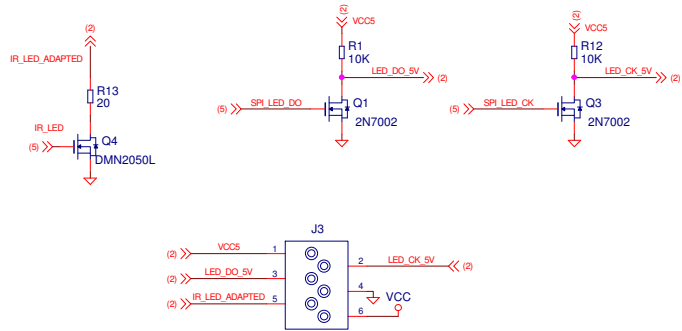 (2)
IR_LED_ADAPTED
R13
20
IR_LED
(5)
Q4
DMN2050L
(2)
VCC5
R1
10K
LED_DO_5V
(2)
(5)
SPI_LED_DO
Q1
2N7002
(2)
VCC5
R12
10K
LED_CK_5V
(2)
(5)
SPI_LED_CK
Q3
2N7002
J3
(2)
VCC5
1
2
LED_CK_5V
(2)
(2)
LED_DO_5V
3
4
(2)
IR_LED_ADAPTED
5
6
VCC